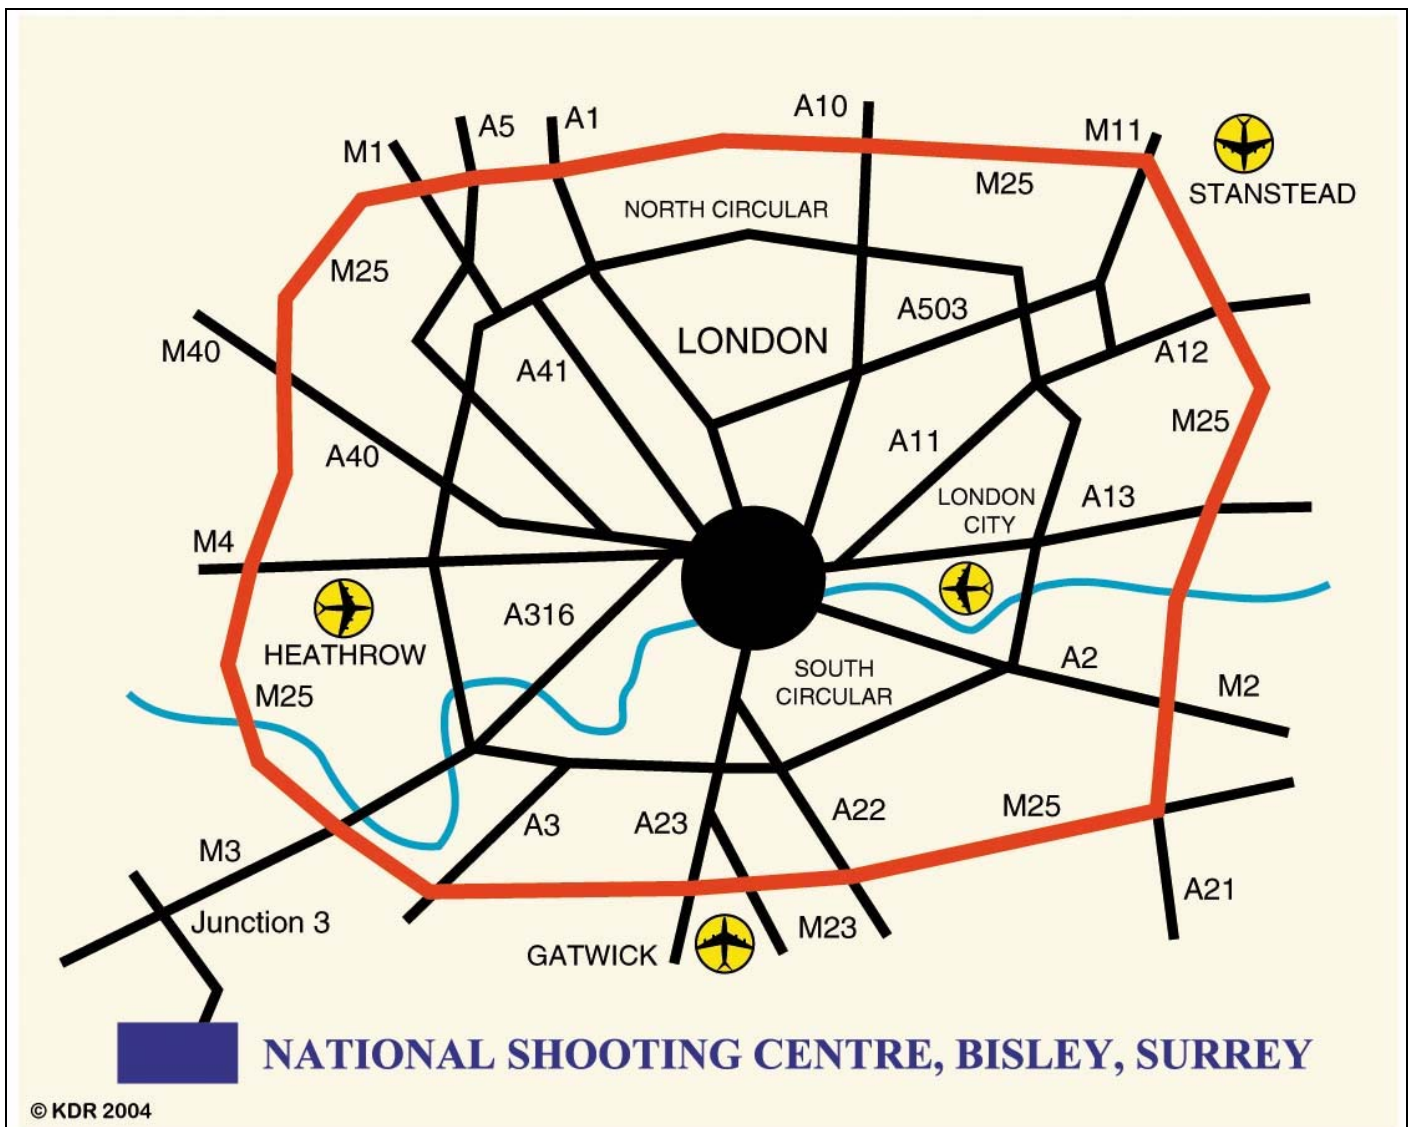 A10
A1
M11
A5
M1
M25
STANSTEAD
NORTH CIRCULAR
M25
A503
LONDON
M40
A12
A41
M25
A11
A40
LONDON
CITY
A13
M4
A316
HEATHROW
A2
SOUTH
CIRCULAR
M2
M25
M25
A22
A3
A23
M3
A21
Junction 3
M23
GATWICK
NATIONAL SHOOTING CENTRE, BISLEY, SURREY
© KDR 2004